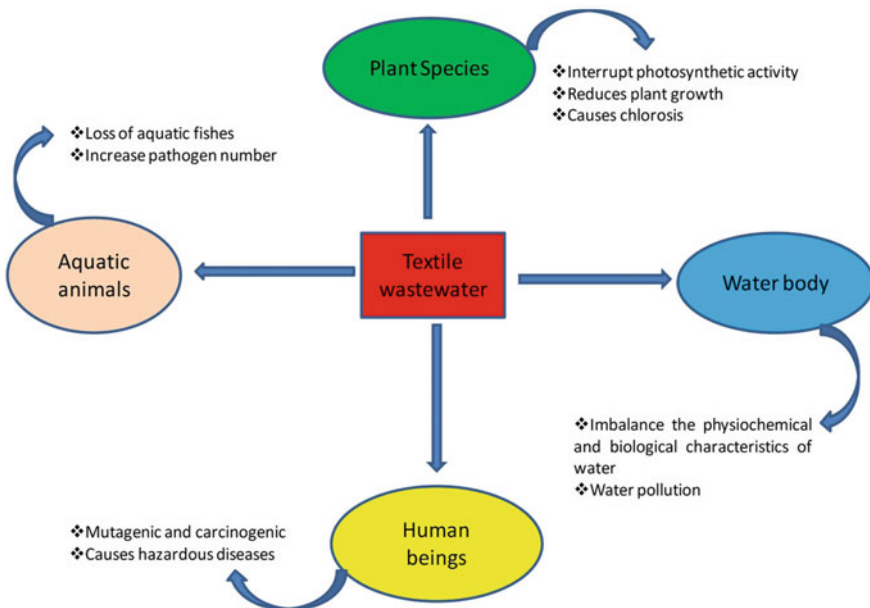 Plant Species
❖Interrupt photosynthetic activity
❖Reduces plant growth
❖Causes chlorosis
❖Loss of aquatic fishes
❖Increase pathogen number
Aquatic
animals
Textile
wastewater
Water body
❖Imbalance the physiochemical
and biological characteristics of
water
❖Water pollution
Human
beings
❖Mutagenic and carcinogenic
❖Causes hazardous diseases